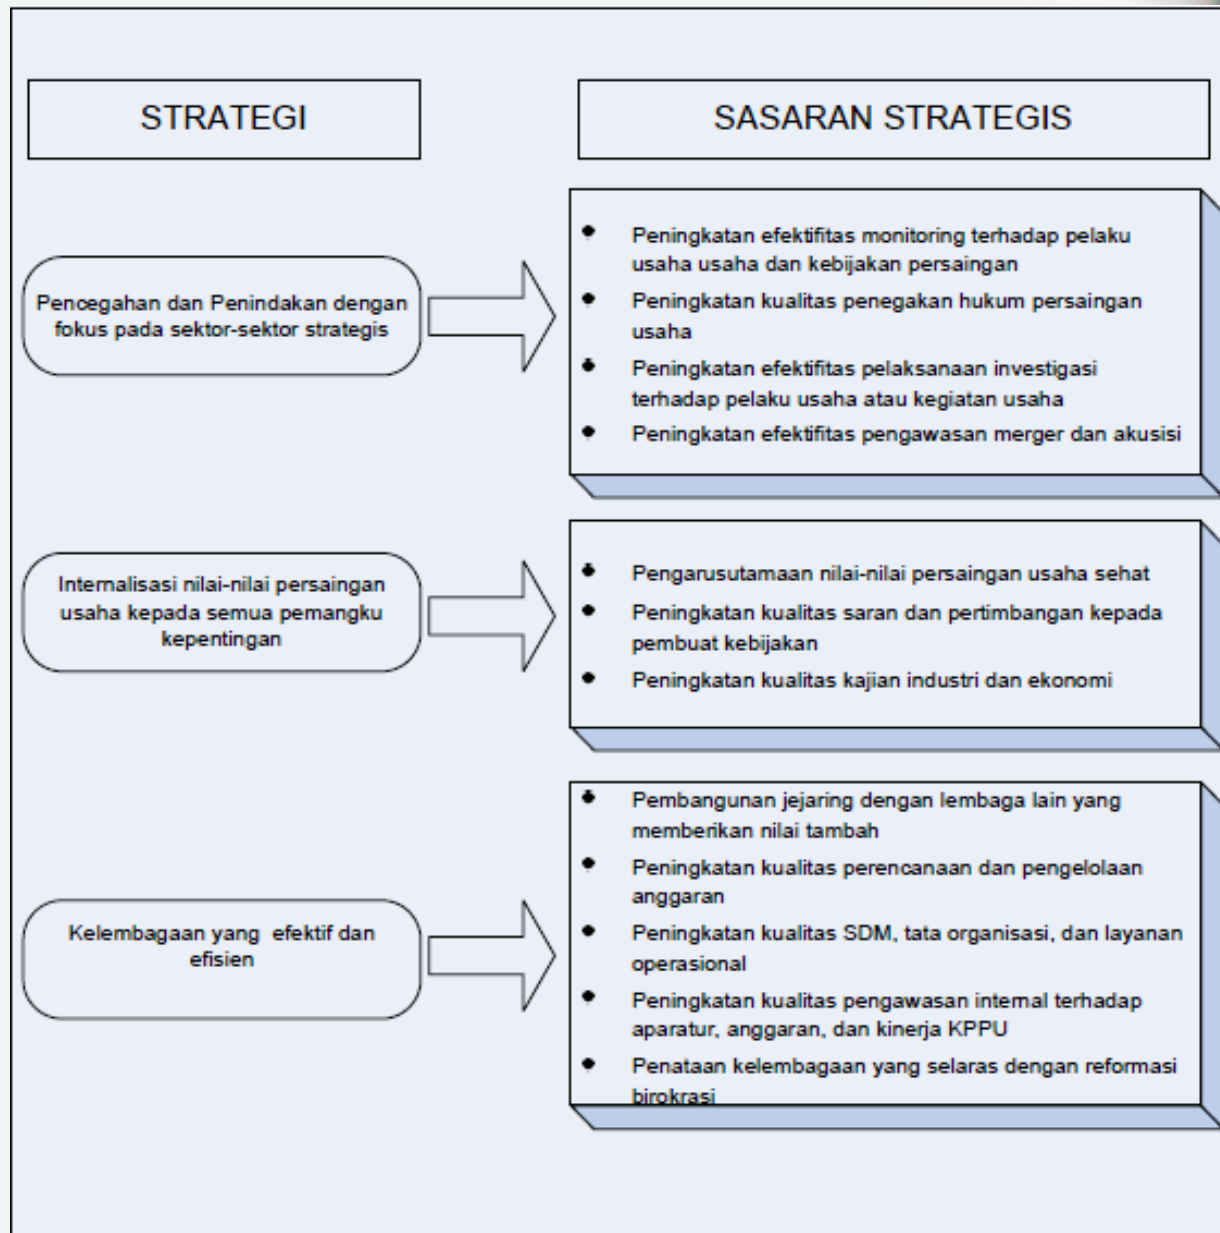 STRATEGI
SASARAN STRATEGIS
Pencegahan dan Penindakan dengan
fokus pada sektor-sektor strategis
Peningkatan efektifitas monitoring terhadap pelaku
usaha usaha dan kebijakan persaingan
Peningkatan kualitas penegakan hukum persaingan
usaha
Peningkatan efektifitas pelaksanaan investigasi
terhadap pelaku usaha atau kegiatan usaha
Peningkatan efektifitas pengawasan merger dan akusisi
Internalisasi nilai-nilai persaingan
usaha kepada semua pemangku
kepentingan
Pengarusutamaan nilai-nilai persaingan usaha sehat
Peningkatan kualitas saran dan pertimbangan kepada
pembuat kebijakan
Peningkatan kualitas kajian industri dan ekonomi
Kelembagaan yang efektif dan
efisien
Pembangunan jejaring dengan lembaga lain yang
memberikan nilai tambah
Peningkatan kualitas perencanaan dan pengelolaan
anggaran
Peningkatan kualitas SDM, tata organisasi, dan layanan
operasional
Peningkatan kualitas pengawasan internal terhadap
aparatur, anggaran, dan kinerja KPPU
Penataan kelembagaan yang selaras dengan reformasi
birokrasi